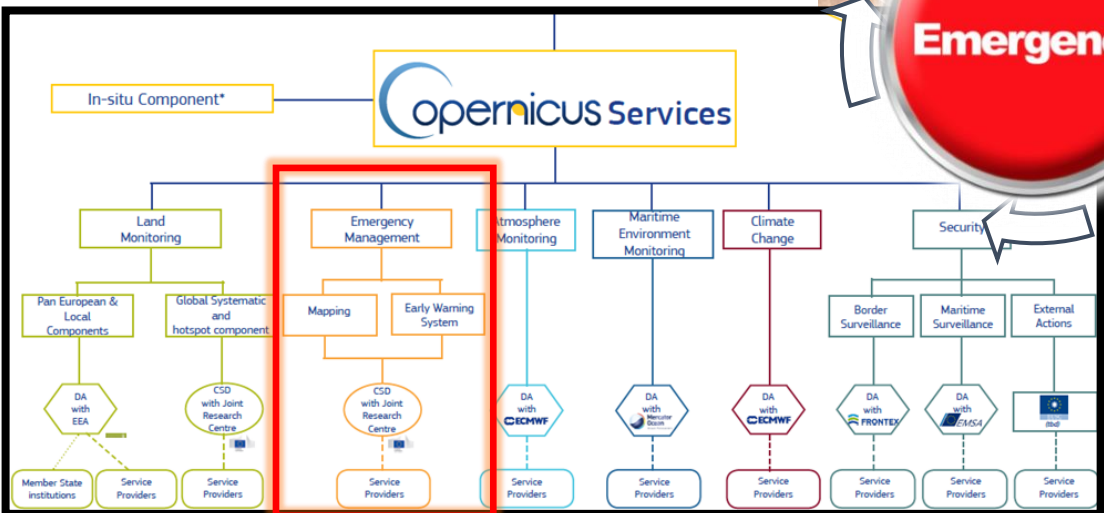 Emergen
In-situ Component*
Copernicus Services
Land
Monitoring
Emergency
Management
Atmosphere
Monitoring
Maritime
Environment
Monitoring
Climate
Change
Security
Pan European &
Local
Components
Global Systematic
and
hotspot component
Mapping
Early Warning
System
Border
Surveillance
Maritime
Surveillance
External
Actions
DA
with
EEA
CSD
with Joint
Research
Centre
CSD
with Joint
Research
Centre
DA
with
ECMWF
DA
with
Mercator
Ocean
DA
with
ECMWF
DA
with
FRONTEX
DA
with
EMSA
(tbd)
Member State
institutions
Service
Providers
Service
Providers
Service
Providers
Service
Providers
Service
Providers
Service
Providers
Service
Providers
Service
Providers
Service
Providers